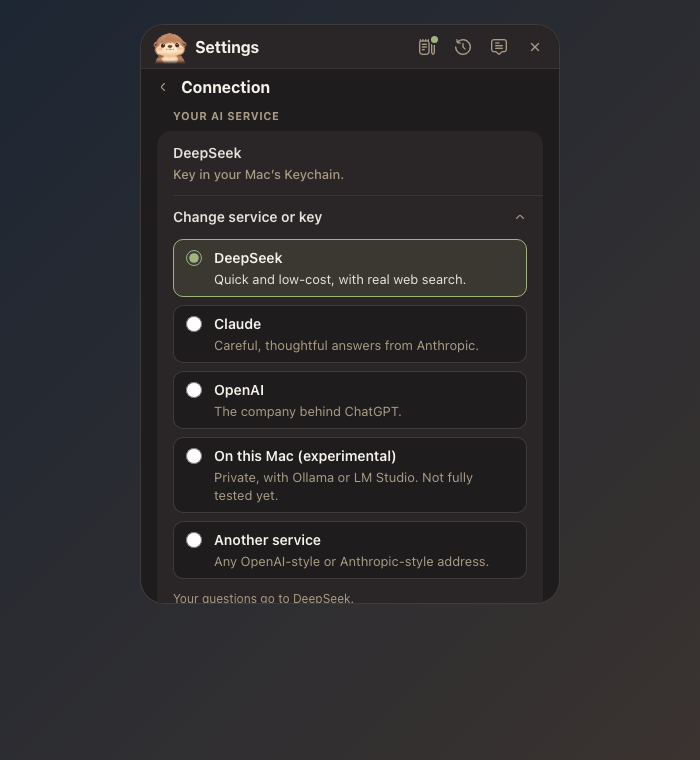 Settings
Connection
YOUR AI SERVICE
DeepSeek
Key in your Mac’s Keychain.
Change service or key
DeepSeek
Quick and low-cost, with real web search.
Claude
Careful, thoughtful answers from Anthropic.
OpenAI
The company behind ChatGPT.
On this Mac (experimental)
Private, with Ollama or LM Studio. Not fully
tested yet.
Another service
Any OpenAI-style or Anthropic-style address.
Your questions go to DeepSeek.